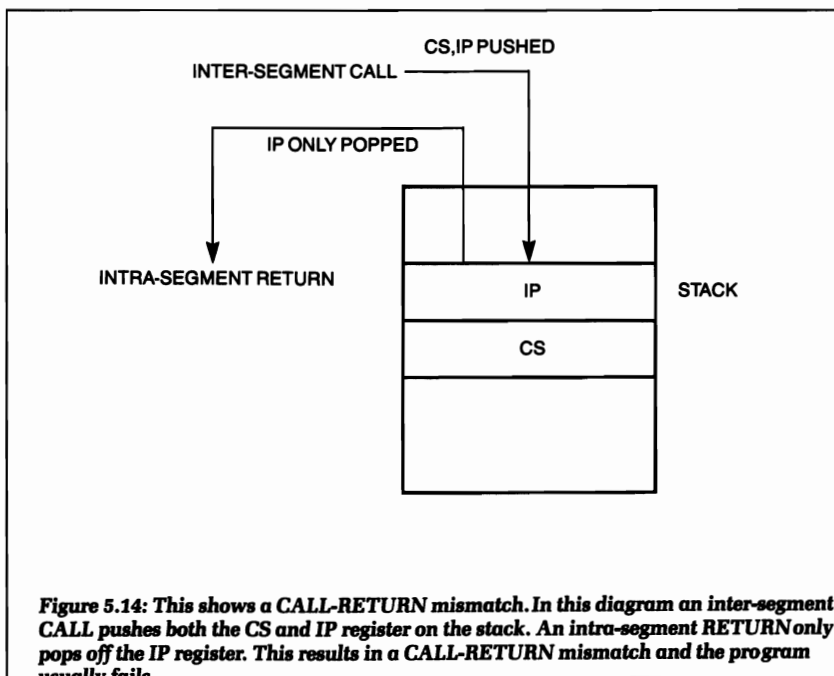 CS,IP PUSHED
INTER-SEGMENT CALL
IP ONLY POPPED
INTRA-SEGMENT RETURN
IP
STACK
CS
Figure 5.14: This shows a CALL-RETURN mismatch. In this diagram an inter-segment
CALL pushes both the CS and IP register on the stack. An intra-segment RETURN only
pops off the IP register. This results in a CALL-RETURN mismatch and the program
usually fails